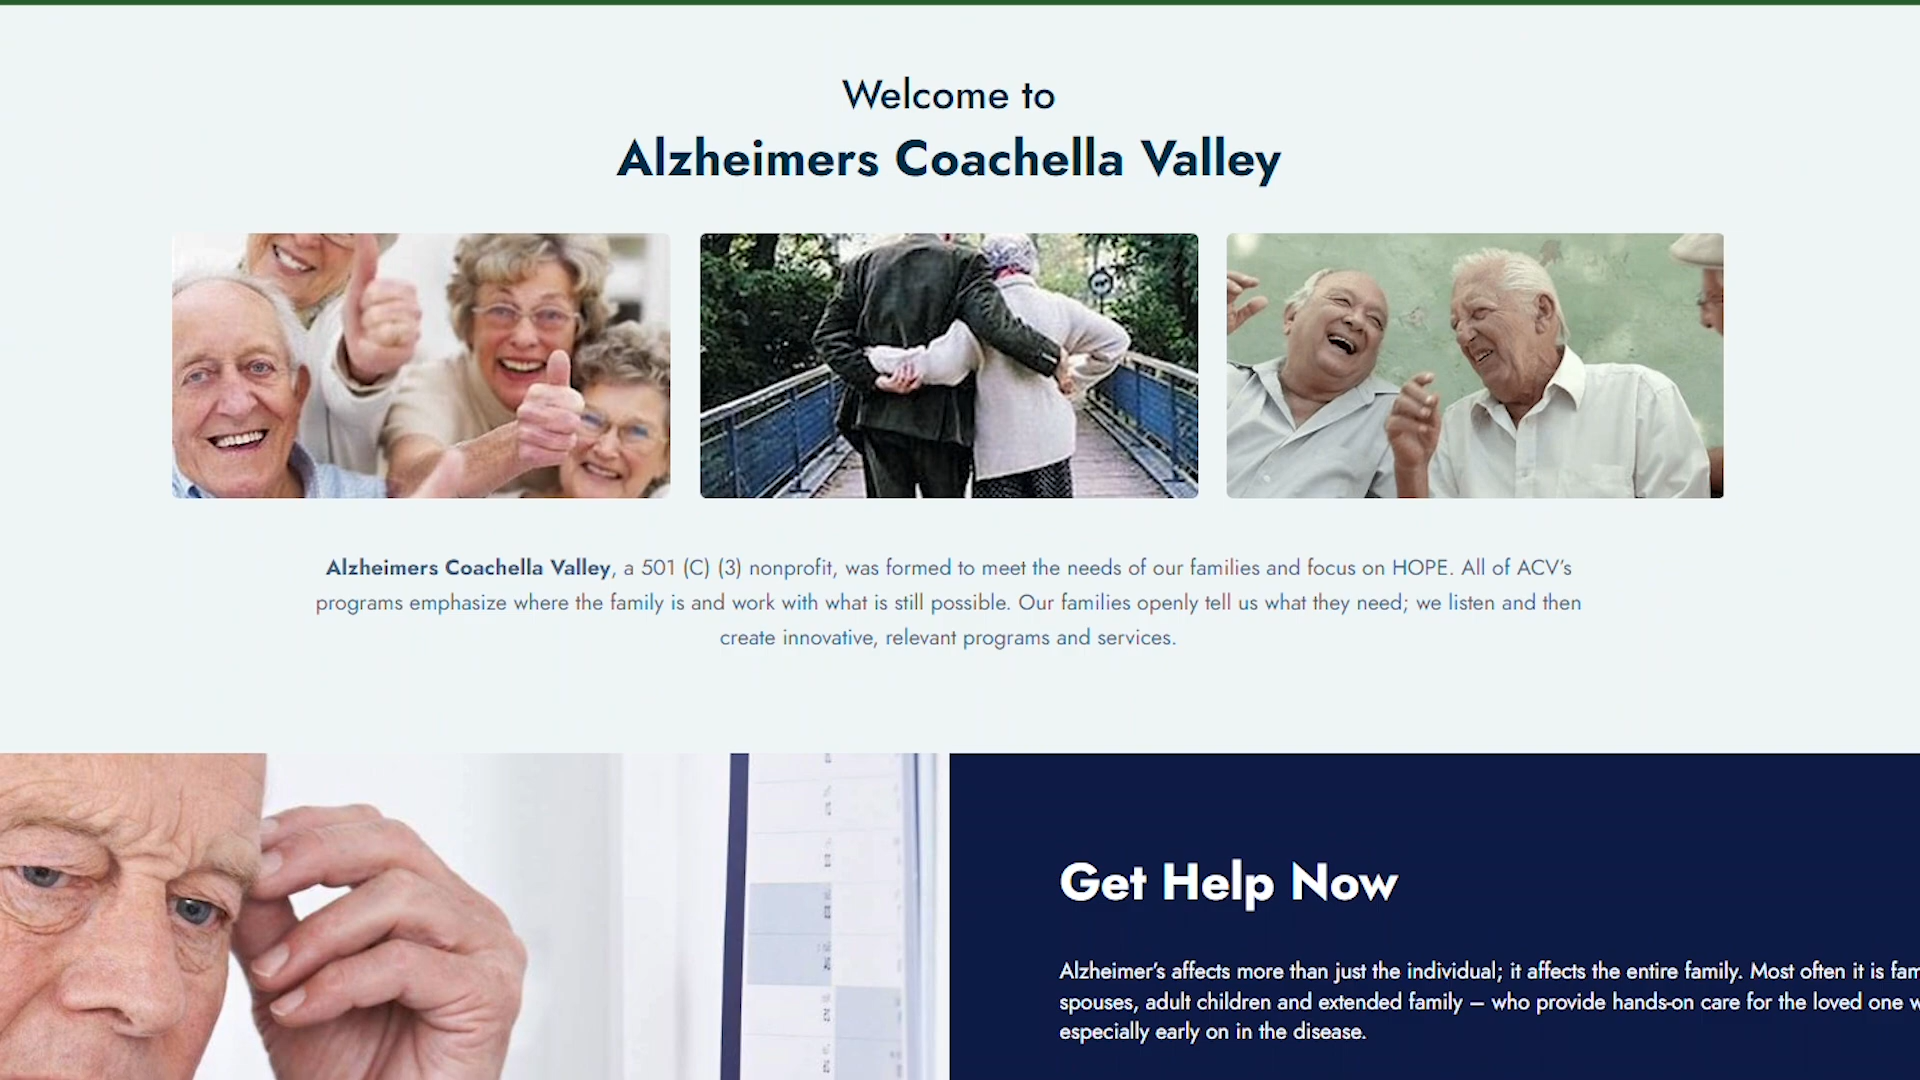 Welcome to
Alzheimers Coachella Valley
Alzheimers Coachella Valley, a 501 (C) (3) nonprofit, was formed to meet the needs of our families and focus on HOPE. All of ACV’s
programs emphasize where the family is and work with what is still possible. Our families openly tell us what they need; we listen and then
create innovative, relevant programs and services.
Get Help Now
Alzheimer’s affects more than just the individual; it affects the entire family. Most often it is fam
spouses, adult children and extended family – who provide hands-on care for the loved one w
especially early on in the disease.